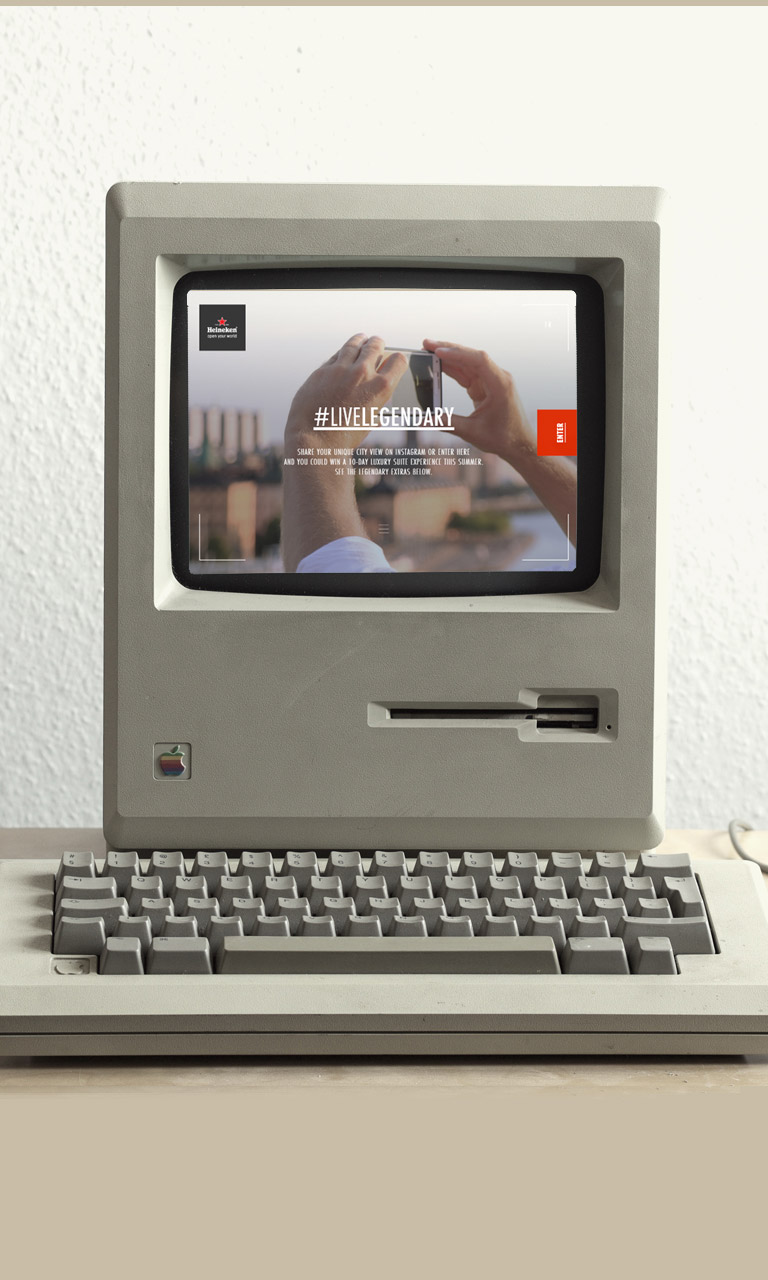 Heineken
open your world
#LIVELEGENDARY
ENTER
SHARE YOUR UNIQUE CITY VIEW ON INSTAGRAM OR ENTER HERE
AND YOU COULD WIN A 10-DAY LUXURY SUITE EXPERIENCE THIS SUMMER.
SEE THE LEGENDARY EXTRAS BELOW.